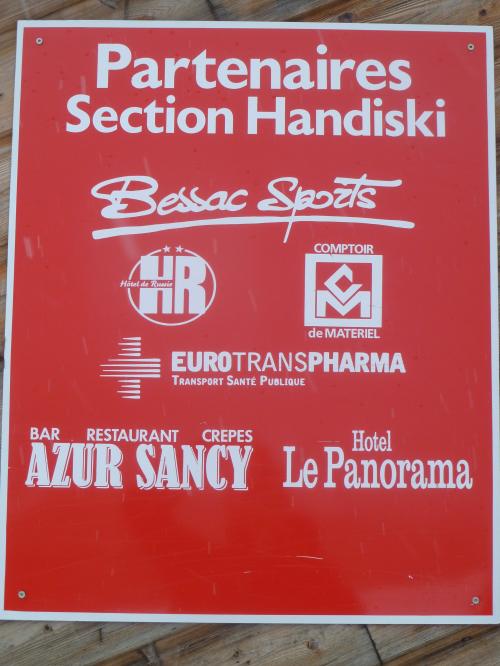 Partenaires
Section Handiski
Bessac Sports
HR
Hôtel de Russie
COMPTOIR
CM
de MATERIEL
EUROTRANSPHARMA
TRANSPORT SANTÉ PUBLIQUE
BAR RESTAURANT CREPES
AZUR SANCY
Hotel
Le Panorama